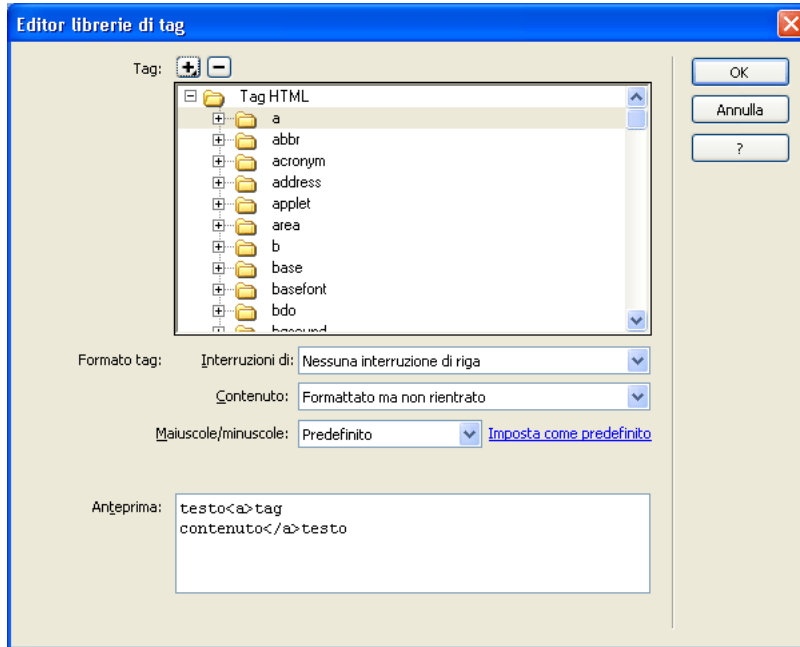 Editor librerie di tag
Tag:
Tag HTML
a
abbr
acronym
address
applet
area
b
base
basefont
bdo
bgsound
OK
Annulla
?
Formato tag: Interruzioni di: Nessuna interruzione di riga
Contenuto: Formattato ma non rientrato
Maiuscole/minuscole: Predefinito Imposta come predefinito
Anteprima: testo<a>tag
contenuto</a>testo